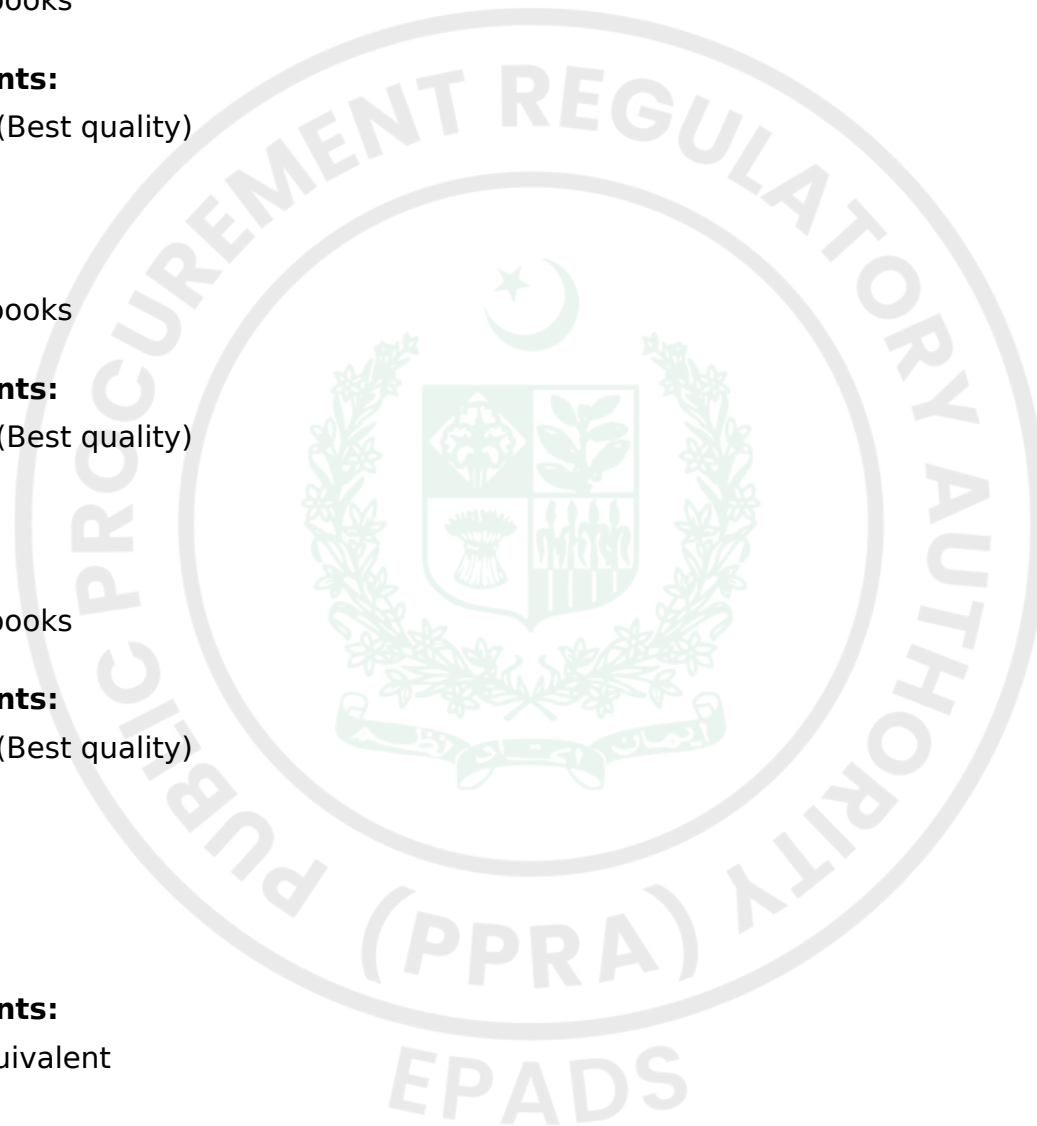 ooks
nts:
(Best quality)
ooks
nts:
(Best quality)
ooks
nts:
(Best quality)
nts:
uivalent
PUBLIC PROCUREMENT REGULATORY AUTHORITY
(PPRA)
EPADS